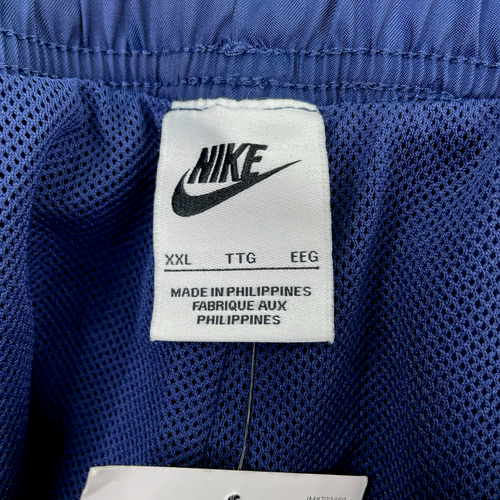 NIKE
XXL TTG EEG
MADE IN PHILIPPINES
FABRIQUE AUX
PHILIPPINES